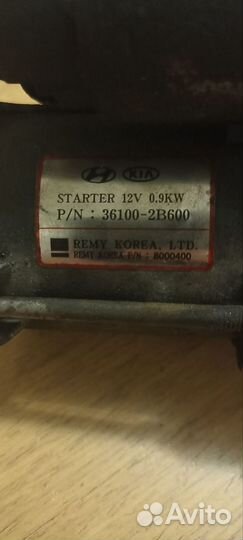 KIA
STARTER 12V 0.9KW
P/N : 36100-2B600
REMY KOREA, LTD.
REMY KOREA P/N : 8000400
Avito